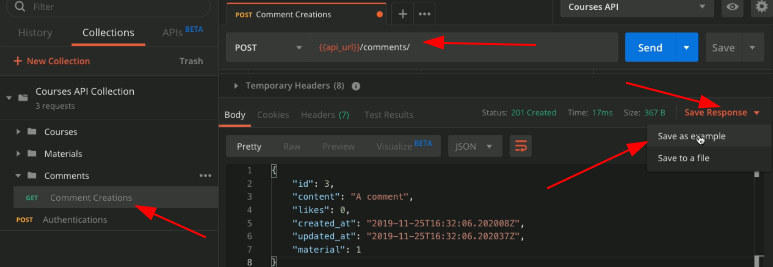 Filter
History
Collections
APIs BETA
+ New Collection
Trash
Courses API Collection
3 requests
Courses
Materials
Comments
GET Comment Creations
POST Authentications
POST Comment Creations
Courses API
POST
{{api_url}}/comments/
Send
Save
Temporary Headers (8)
Body
Cookies
Headers (7)
Test Results
Status: 201 Created
Time: 17ms
Size: 367 B
Save Response
Save as example
Save to a file
Pretty
Raw
Preview
Visualize BETA
JSON
1 {
2 "id": 3,
3 "content": "A comment",
4 "likes": 0,
5 "created_at": "2019-11-25T16:32:06.202008Z",
6 "updated_at": "2019-11-25T16:32:06.202037Z",
7 "material": 1
8 }